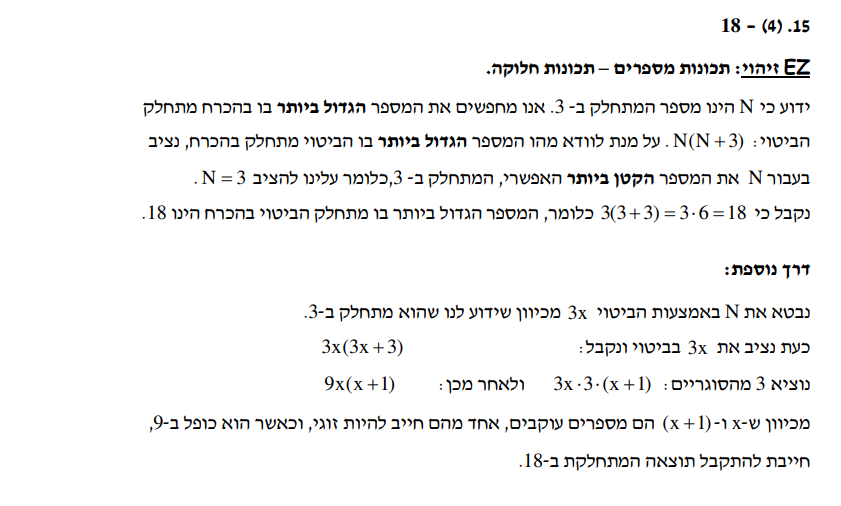 15. (4) – 18
EZ זיהוי: תכונות מספרים – תכונות חלוקה.
ידוע כי N הינו מספר המתחלק ב- 3. אנו מחפשים את המספר הגדול ביותר בו בהכרח מתחלק
הביטוי: N(N+3). על מנת לוודא מהו המספר הגדול ביותר בו הביטוי מתחלק בהכרח, נציב
בעבור N את המספר הקטן ביותר האפשרי, המתחלק ב- 3,כלומר עלינו להציב N = 3.
נקבל כי 3(3+3) = 3·6 = 18 כלומר, המספר הגדול ביותר בו מתחלק הביטוי בהכרח הינו 18.
דרך נוספת:
נבטא את N באמצעות הביטוי 3x מכיוון שידוע לנו שהוא מתחלק ב-3.
כעת נציב את 3x בביטוי ונקבל: 3x(3x+3)
נוציא 3 מהסוגריים: 3x·3·(x+1) ולאחר מכן: 9x(x+1)
מכיוון ש-x ו-(x+1) הם מספרים עוקבים, אחד מהם חייב להיות זוגי, וכאשר הוא כופל ב-9,
חייבת להתקבל תוצאה המתחלקת ב-18.